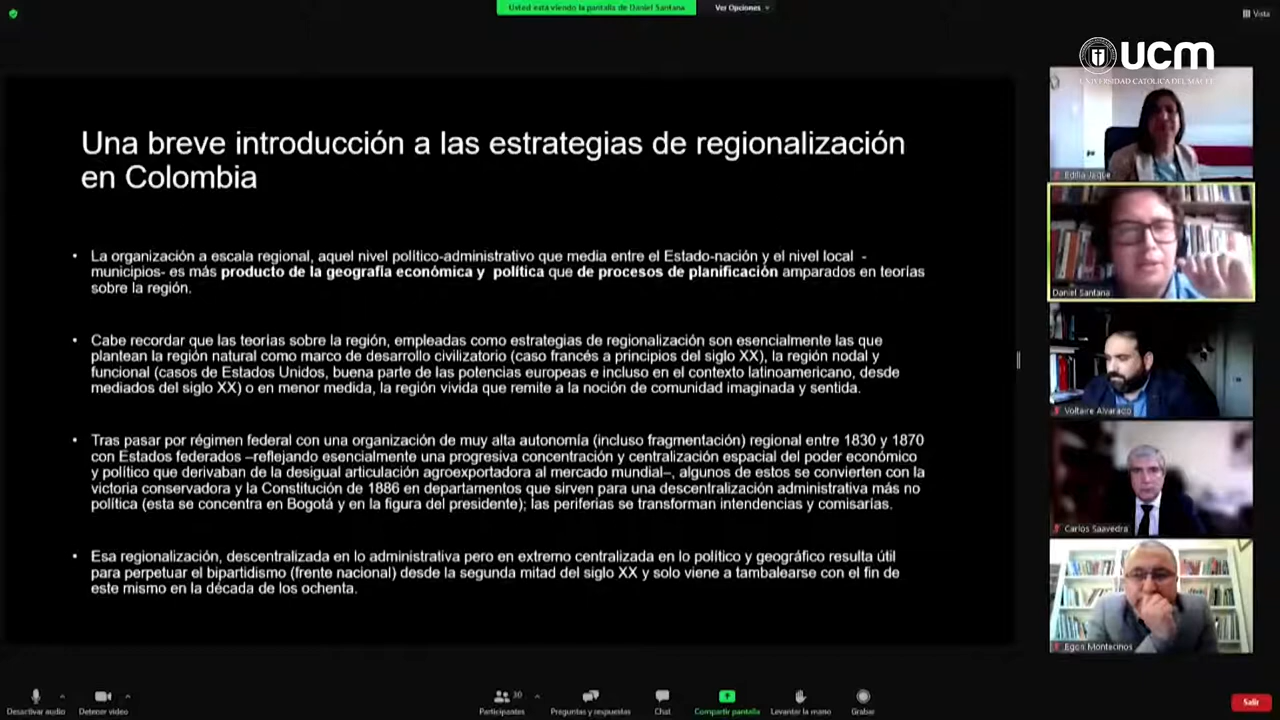 Usted está viendo la pantalla de Daniel Santana
Ver Opciones
Vista
UCM
UNIVERSIDAD CATOLICA DEL MAULE
Una breve introducción a las estrategias de regionalización
en Colombia
• La organización a escala regional, aquel nivel político-administrativo que media entre el Estado-nación y el nivel local -
municipios- es más producto de la geografía económica y política que de procesos de planificación amparados en teorías
sobre la región.
• Cabe recordar que las teorías sobre la región, empleadas como estrategias de regionalización son esencialmente las que
plantean la región natural como marco de desarrollo civilizatorio (caso francés a principios del siglo XX), la región nodal y
funcional (casos de Estados Unidos, buena parte de las potencias europeas e incluso en el contexto latinoamericano, desde
mediados del siglo XX) o en menor medida, la región vivida que remite a la noción de comunidad imaginada y sentida.
• Tras pasar por régimen federal con una organización de muy alta autonomía (incluso fragmentación) regional entre 1830 y 1870
con Estados federados –reflejando esencialmente una progresiva concentración y centralización espacial del poder económico
y político que derivaban de la desigual articulación agroexportadora al mercado mundial–, algunos de estos se convierten con la
victoria conservadora y la Constitución de 1886 en departamentos que sirven para una descentralización administrativa más no
política (esta se concentra en Bogotá y en la figura del presidente); las periferias se transforman intendencias y comisarías.
• Esa regionalización, descentralizada en lo administrativa pero en extremo centralizada en lo político y geográfico resulta útil
para perpetuar el bipartidismo (frente nacional) desde la segunda mitad del siglo XX y solo viene a tambalearse con el fin de
este mismo en la década de los ochenta.
Edilia Jaque
Daniel Santana
Voltaire Alvarado
Carlos Saavedra
Egon Montecinos
Desactivar audio
Detener video
30
Participantes
Preguntas y respuestas
Chat
Compartir pantalla
Levantar la mano
Grabar
Salir